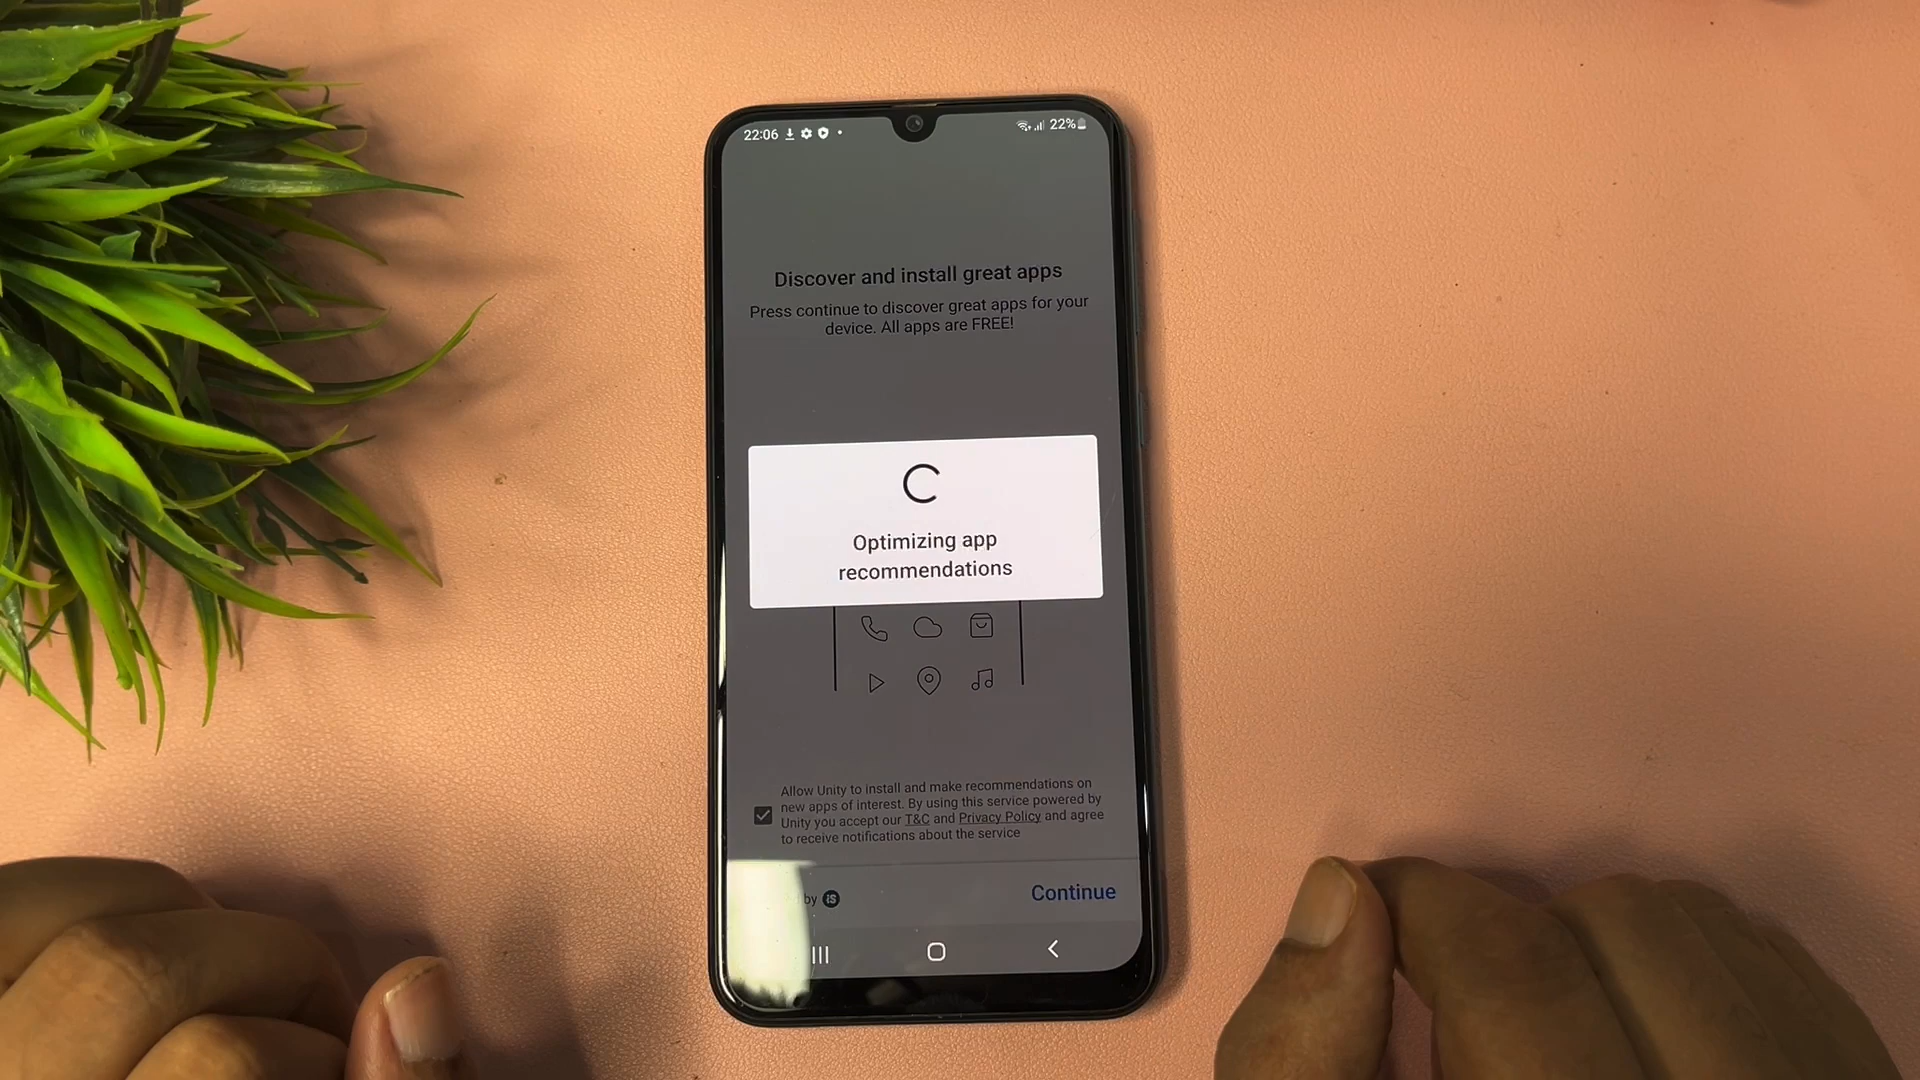 22:06
22%
Discover and install great apps
Press continue to discover great apps for your
device. All apps are FREE!
Optimizing app
recommendations
Allow Unity to install and make recommendations on
new apps of interest. By using this service powered by
Unity you accept our T&C and Privacy Policy and agree
to receive notifications about the service
by iS
Continue